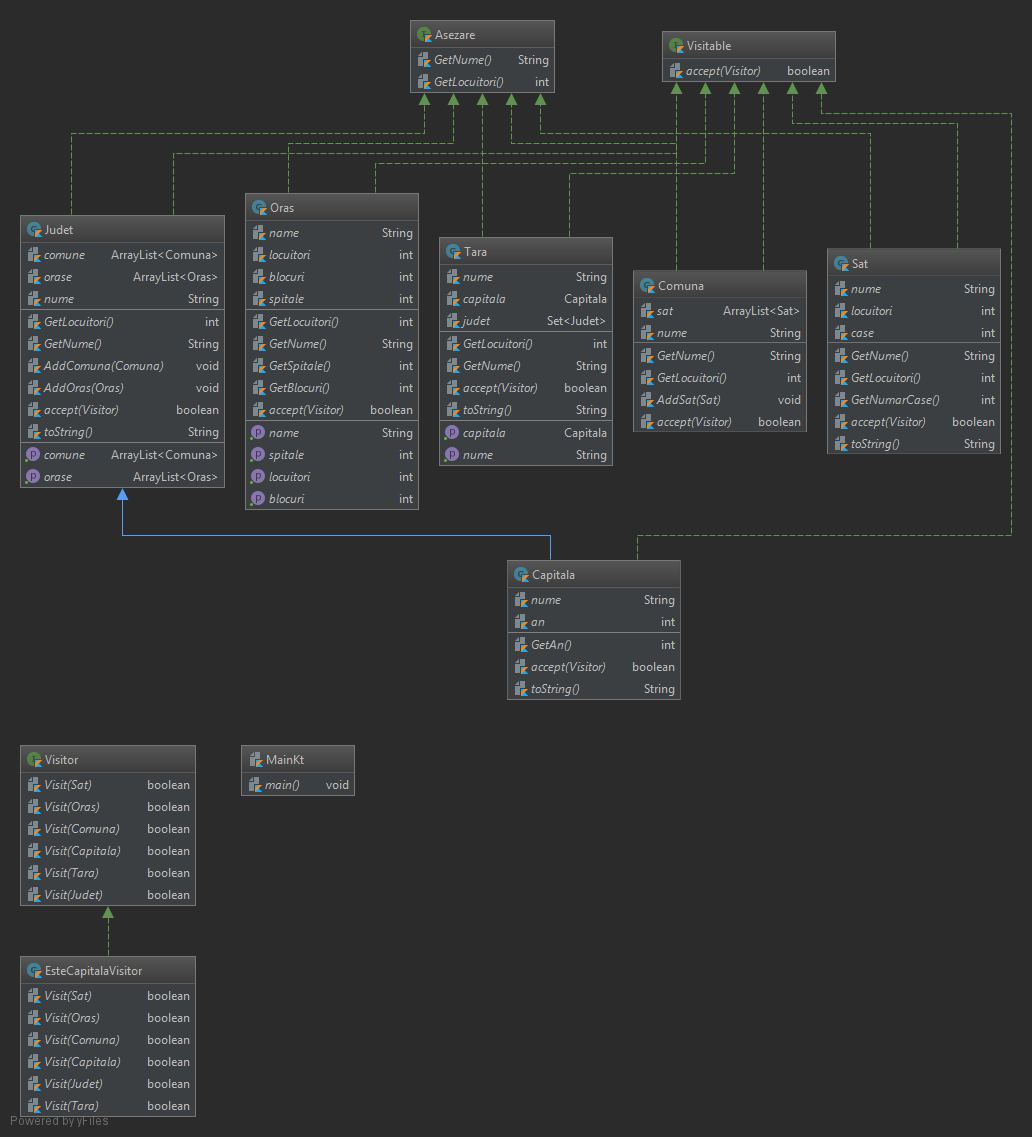 Asezare
GetNume() String
GetLocuitori() int
Visitable
accept(Visitor) boolean
Judet
comune ArrayList<Comuna>
orase ArrayList<Oras>
nume String
GetLocuitori() int
GetNume() String
AddComuna(Comuna) void
AddOras(Oras) void
accept(Visitor) boolean
toString() String
comune ArrayList<Comuna>
orase ArrayList<Oras>
Oras
name String
locuitori int
blocuri int
spitale int
GetLocuitori() int
GetNume() String
GetSpitale() int
GetBlocuri() int
accept(Visitor) boolean
name String
spitale int
locuitori int
blocuri int
Tara
nume String
capitala Capitala
judet Set<Judet>
GetLocuitori() int
GetNume() String
accept(Visitor) boolean
toString() String
capitala Capitala
nume String
Comuna
sat ArrayList<Sat>
nume String
GetNume() String
GetLocuitori() int
AddSat(Sat) void
accept(Visitor) boolean
Sat
nume String
locuitori int
case int
GetNume() String
GetLocuitori() int
GetNumarCase() int
accept(Visitor) boolean
toString() String
Capitala
nume String
an int
GetAn() int
accept(Visitor) boolean
toString() String
Visitor
Visit(Sat) boolean
Visit(Oras) boolean
Visit(Comuna) boolean
Visit(Capitala) boolean
Visit(Tara) boolean
Visit(Judet) boolean
MainKt
main() void
EsteCapitalaVisitor
Visit(Sat) boolean
Visit(Oras) boolean
Visit(Comuna) boolean
Visit(Capitala) boolean
Visit(Judet) boolean
Visit(Tara) boolean
Powered by yFiles